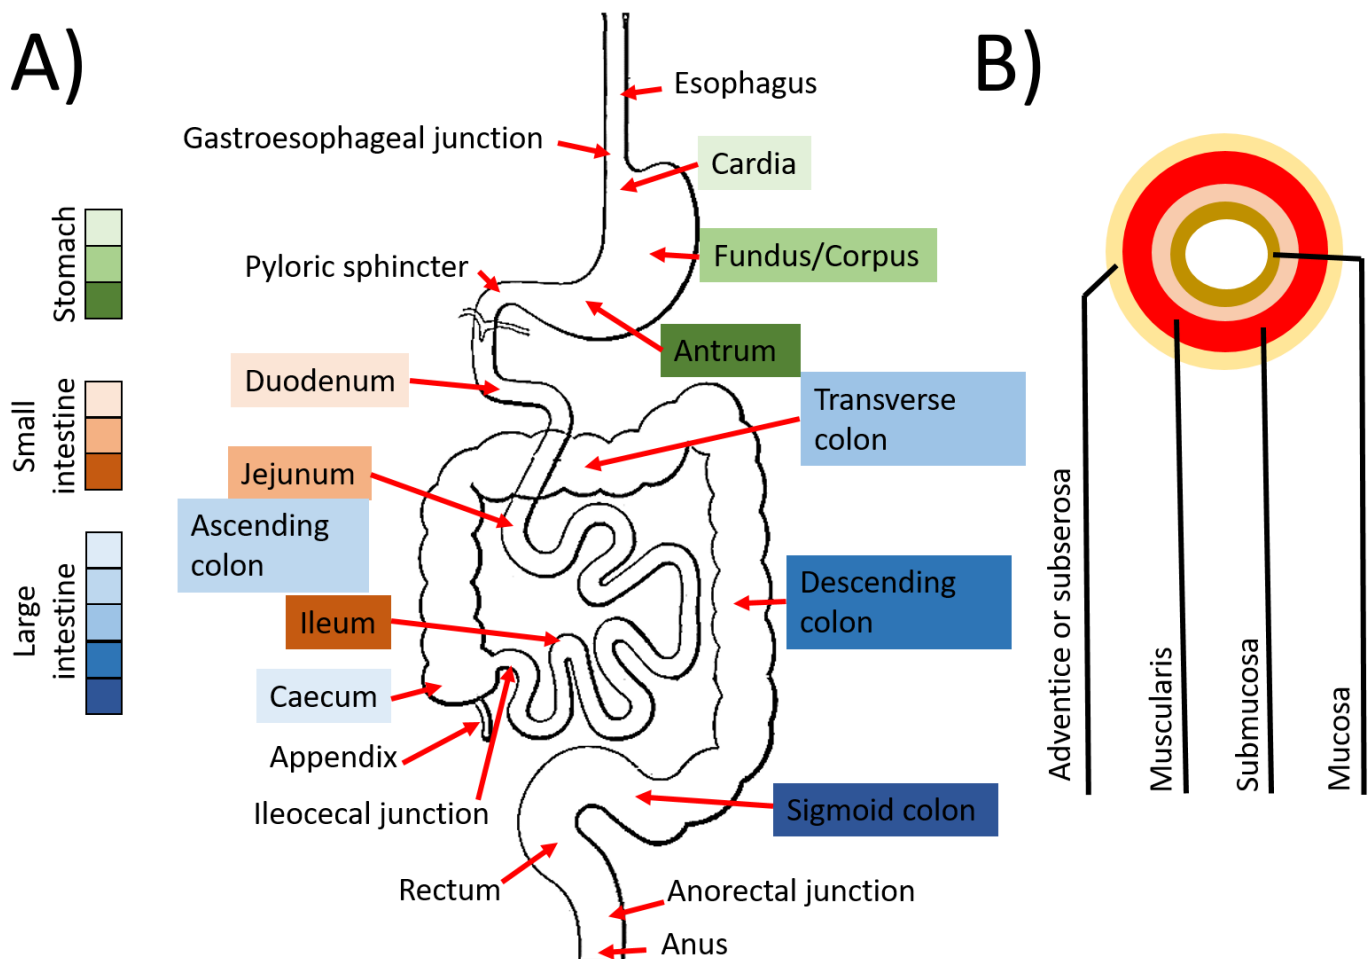 A)
B)
Esophagus
Gastroesophageal junction
Cardia
Stomach
Fundus/Corpus
Pyloric sphincter
Antrum
Duodenum
Transverse
colon
Small
intestine
Jejunum
Ascending
colon
Large
intestine
Descending
colon
Ileum
Caecum
Appendix
Ileocecal junction
Sigmoid colon
Rectum
Anorectal junction
Anus
Adventice or subserosa
Muscularis
Submucosa
Mucosa